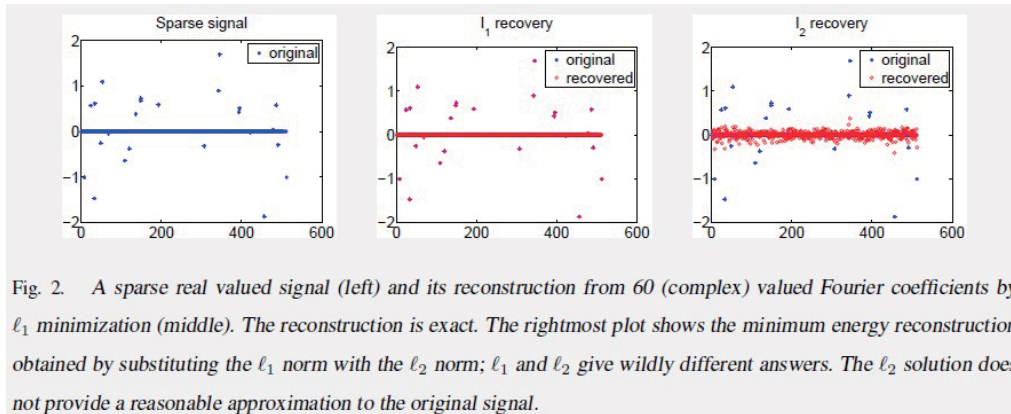 Sparse signal
l1 recovery
l2 recovery
2
1
0
−1
−2
0
200
400
600
original
2
1
0
−1
−2
0
200
400
600
original
recovered
2
1
0
−1
−2
0
200
400
600
original
recovered
Fig. 2. A sparse real valued signal (left) and its reconstruction from 60 (complex) valued Fourier coefficients by
ℓ1 minimization (middle). The reconstruction is exact. The rightmost plot shows the minimum energy reconstruction
obtained by substituting the ℓ1 norm with the ℓ2 norm; ℓ1 and ℓ2 give wildly different answers. The ℓ2 solution does
not provide a reasonable approximation to the original signal.